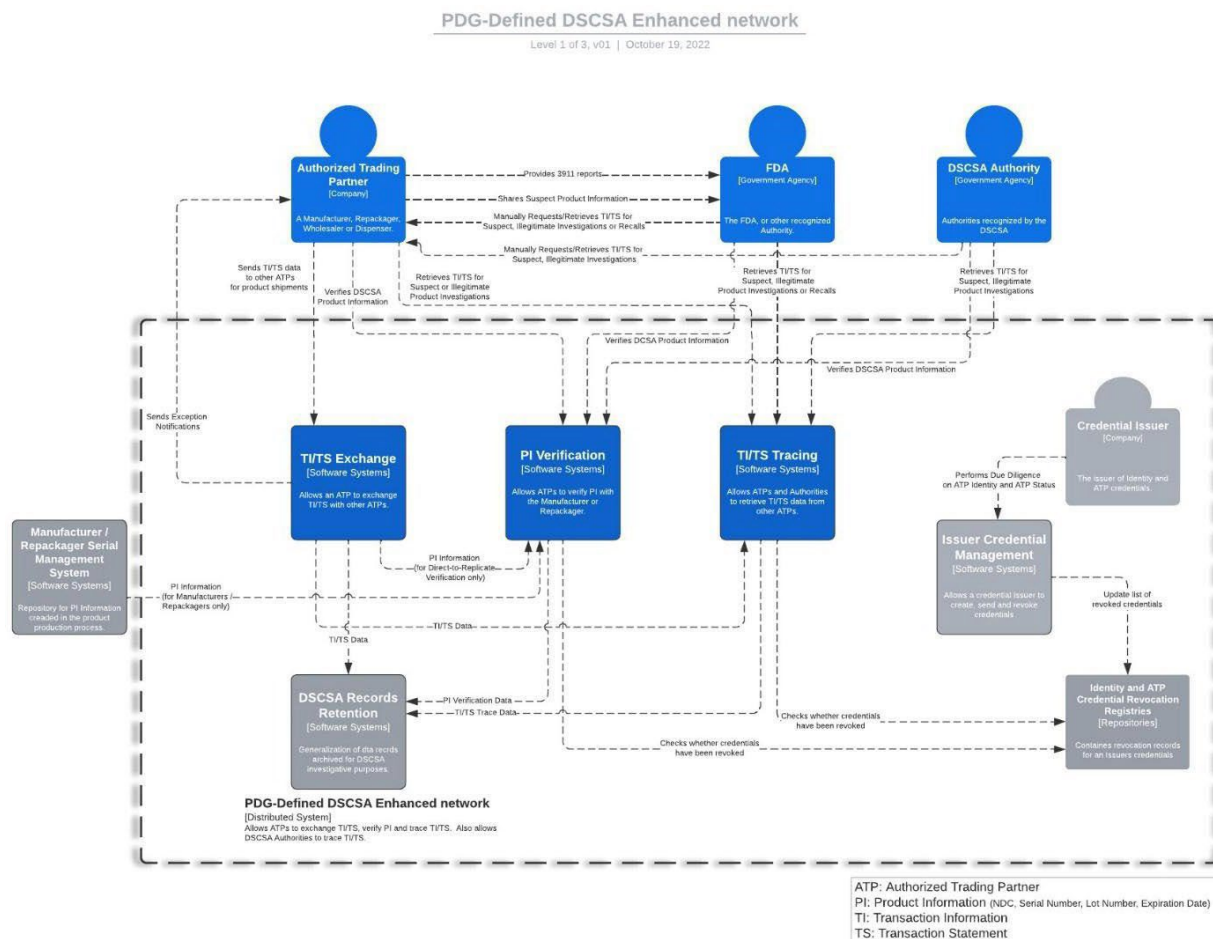 PDG-Defined DSCSA Enhanced network
Level 1 of 3, v01 | October 19, 2022
Authorized Trading
Partner
[Company]
A Manufacturer, Repackager,
Wholesaler or Dispenser.
FDA
[Government Agency]
The FDA, or other recognized
Authority.
DSCSA Authority
[Government Agency]
Authorities recognized by the
DSCSA
Provides 3911 reports
Shares Suspect Product Information
Manually Requests/Retrieves TI/TS for
Suspect, Illegitimate Investigations or Recalls
Manually Requests/Retrieves TI/TS for
Suspect, Illegitimate Investigations
Sends TI/TS data
to other ATPs
for product shipments
Verifies DSCSA
Product Information
Retrieves TI/TS for
Suspect or Illegitimate
Product Investigations
Retrieves TI/TS for
Suspect, Illegitimate
Product Investigations or Recalls
Retrieves TI/TS for
Suspect, Illegitimate
Product Investigations
Verifies DCSA Product Information
Verifies DSCSA Product Information
Sends Exception
Notifications
TI/TS Exchange
[Software Systems]
Allows an ATP to exchange
TI/TS with other ATPs.
PI Verification
[Software Systems]
Allows ATPs to verify PI with
the Manufacturer or
Repackager.
TI/TS Tracing
[Software Systems]
Allows ATPs and Authorities
to retrieve TI/TS data from
other ATPs.
Credential Issuer
[Company]
The issuer of Identity and
ATP credentials.
Performs Due Diligence
on ATP Identity and ATP Status
Issuer Credential
Management
[Software Systems]
Allows a credential issuer to
create, send and revoke
credentials
Manufacturer /
Repackager Serial
Management
System
[Software Systems]
Repository for PI Information
creaded in the product
production process.
PI Information
(for Manufacturers /
Repackagers only)
PI Information
(for Direct-to-Replicate
Verification only)
Update list of
revoked credentials
TI/TS Data
TI/TS Data
DSCSA Records
Retention
[Software Systems]
Generalization of dta recrds
archived for DSCSA
investigative purposes.
PI Verification Data
TI/TS Trace Data
Checks whether credentials
have been revoked
Checks whether credentials
have been revoked
Identity and ATP
Credential Revocation
Registries
[Repositories]
Containes revocation records
for an Issuers credentials
PDG-Defined DSCSA Enhanced network
[Distributed System]
Allows ATPs to exchange TI/TS, verify PI and trace TI/TS. Also allows
DSCSA Authorities to trace TI/TS.
ATP: Authorized Trading Partner
PI: Product Information (NDC, Serial Number, Lot Number, Expiration Date)
TI: Transaction Information
TS: Transaction Statement